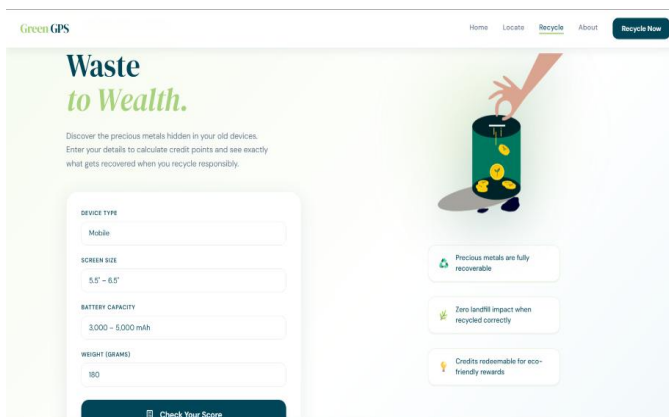 Green GPS
Home Locate Recycle About Recycle Now
Waste
to Wealth.
Discover the precious metals hidden in your old devices.
Enter your details to calculate credit points and see exactly
what gets recovered when you recycle responsibly.
DEVICE TYPE
Mobile
SCREEN SIZE
5.5" – 6.5"
BATTERY CAPACITY
3,000 – 5,000 mAh
WEIGHT (GRAMS)
180
Check Your Score
Precious metals are fully
recoverable
Zero landfill impact when
recycled correctly
Credits redeemable for eco-
friendly rewards